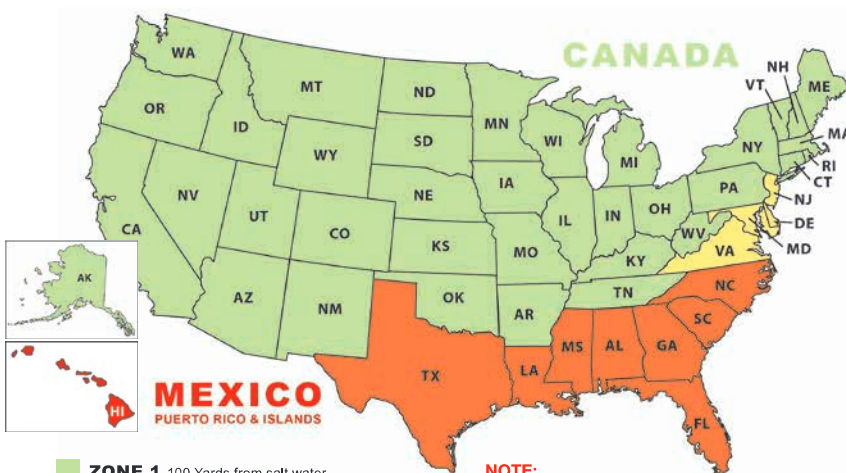 CANADA
WA
MT
ND
MN
OR
ID
SD
WI
MI
NY
VT
NH
ME
MA
RI
CT
WY
IA
PA
NJ
NV
NE
IL
IN
OH
DE
MD
CA
UT
CO
KS
MO
WV
VA
KY
AK
AZ
NM
OK
AR
TN
NC
SC
TX
LA
MS
AL
GA
FL
HI
MEXICO
PUERTO RICO & ISLANDS
ZONE 1 100 Yards from salt water
NOTE: